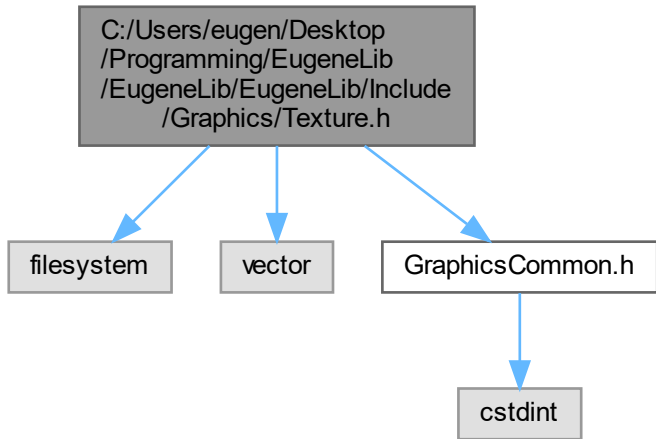 C:/Users/eugen/Desktop
/Programming/EugeneLib
/EugeneLib/EugeneLib/Include
/Graphics/Texture.h
filesystem
vector
GraphicsCommon.h
cstdint